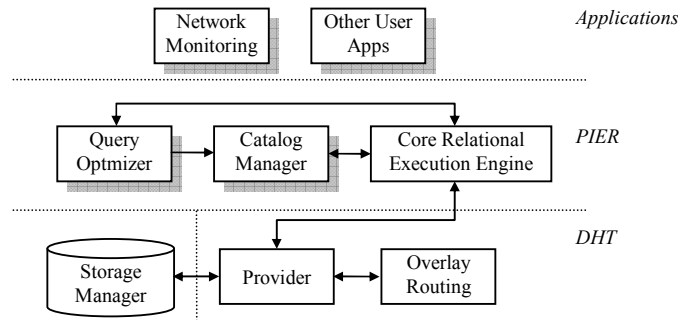 Network
Monitoring
Other User
Apps
Applications
Query
Optmizer
Catalog
Manager
Core Relational
Execution Engine
PIER
Storage
Manager
Provider
Overlay
Routing
DHT